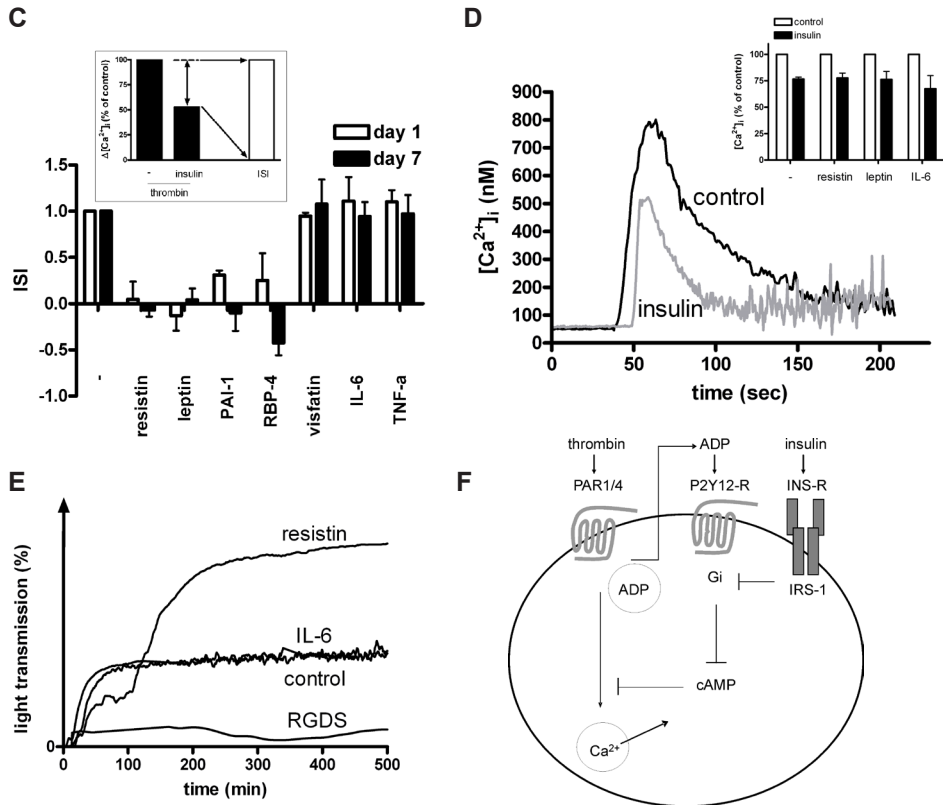 C
Δ[Ca²⁺]ᵢ (% of control)
100
75
50
25
0
-
insulin
ISI
thrombin
day 1
day 7
ISI
1.5
1.0
0.5
0.0
-0.5
-1.0
-
resistin
leptin
PAI-1
RBP-4
visfatin
IL-6
TNF-a
D
control
insulin
[Ca²⁺]ᵢ (% of control)
100
75
50
25
0
-
resistin
leptin
IL-6
[Ca²⁺]ᵢ (nM)
900
800
700
600
500
400
300
200
100
0
control
insulin
0
50
100
150
200
time (sec)
E
light transmission (%)
resistin
IL-6
control
RGDS
0
0
100
200
300
400
500
time (min)
F
thrombin
ADP
insulin
PAR1/4
P2Y12-R
INS-R
ADP
Gi
IRS-1
cAMP
Ca²⁺